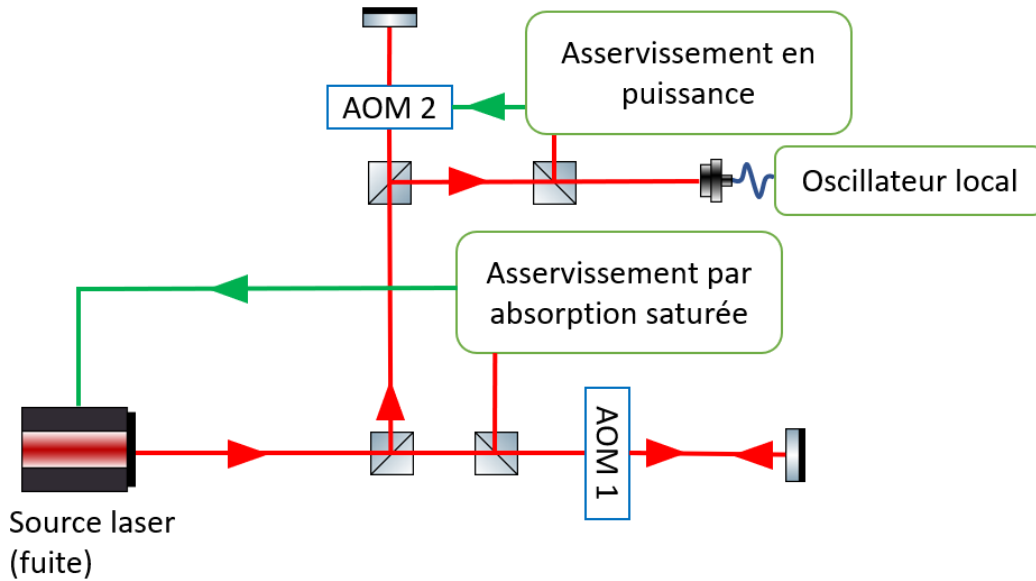 Asservissement en
puissance
AOM 2
Oscillateur local
Asservissement par
absorption saturée
AOM 1
Source laser
(fuite)